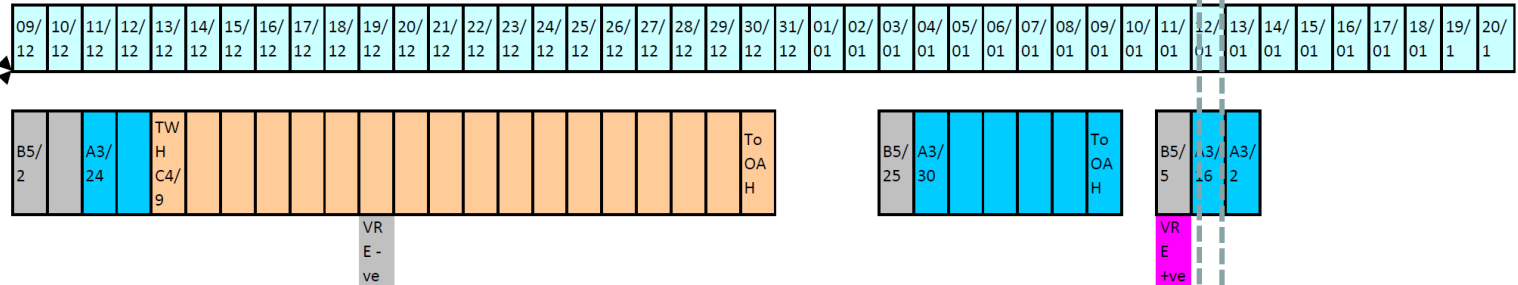 09/ 10/ 11/ 12/ 13/ 14/ 15/ 16/ 17/ 18/ 19/ 20/ 21/ 22/ 23/ 24/ 25/ 26/ 27/ 28/ 29/ 30/ 31/ 01/ 02/ 03/ 04/ 05/ 06/ 07/ 08/ 09/ 10/ 11/ 12/ 13/ 14/ 15/ 16/ 17/ 18/ 19/ 20/
12 12 12 12 12 12 12 12 12 12 12 12 12 12 12 12 12 12 12 12 12 12 12 01 01 01 01 01 01 01 01 01 01 01 01 01 01 01 01 01 01 1 1
B5/
2
A3/
24
TW
H
C4/
9
To
OA
H
B5/
25
A3/
30
To
OA
H
B5/
5
A3/
16
A3/
2
VR
E -
ve
VR
E
+ve